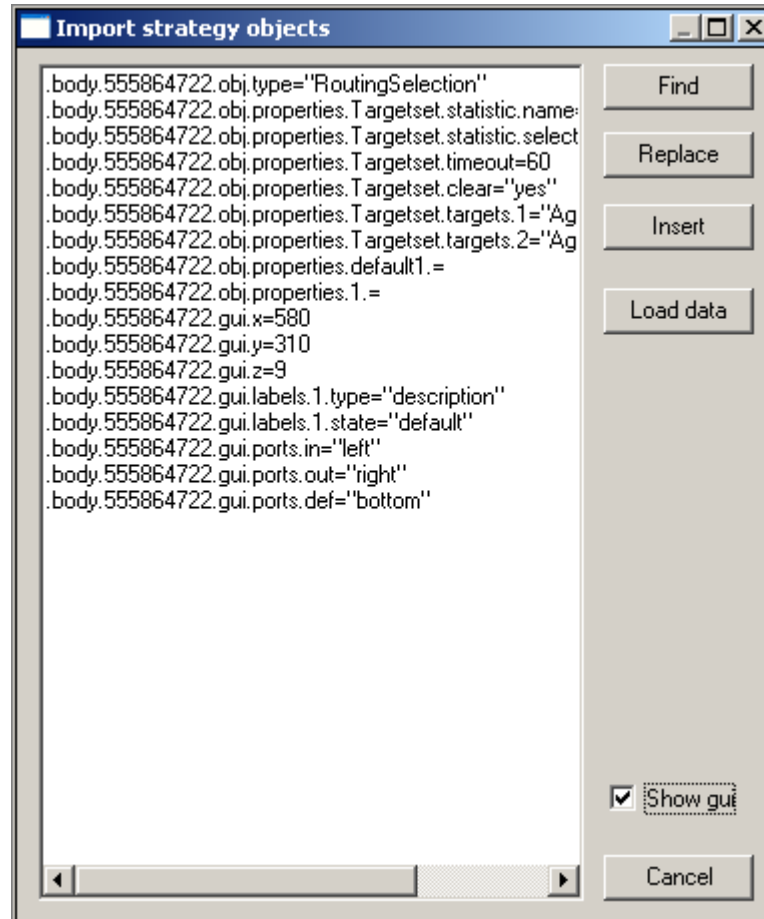 Import strategy objects
.body.555864722.obj.type="RoutingSelection"
.body.555864722.obj.properties.Targetset.statistic.name=
.body.555864722.obj.properties.Targetset.statistic.select
.body.555864722.obj.properties.Targetset.timeout=60
.body.555864722.obj.properties.Targetset.clear="yes"
.body.555864722.obj.properties.Targetset.targets.1="Ag
.body.555864722.obj.properties.Targetset.targets.2="Ag
.body.555864722.obj.properties.default1.=
.body.555864722.obj.properties.1.=
.body.555864722.gui.x=580
.body.555864722.gui.y=310
.body.555864722.gui.z=9
.body.555864722.gui.labels.1.type="description"
.body.555864722.gui.labels.1.state="default"
.body.555864722.gui.ports.in="left"
.body.555864722.gui.ports.out="right"
.body.555864722.gui.ports.def="bottom"
Find
Replace
Insert
Load data
Show gui
Cancel